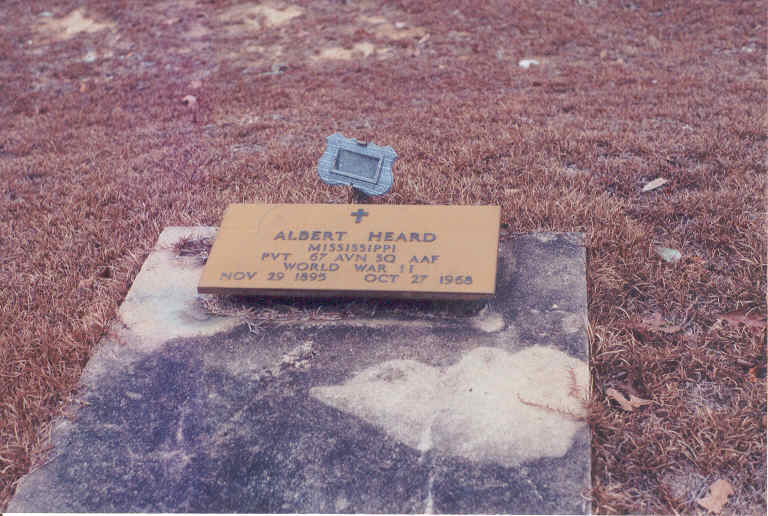 ALBERT HEARD
MISSISSIPPI
PVT 67 AVN SQ AAF
WORLD WAR II
NOV 29 1895 OCT 27 1968